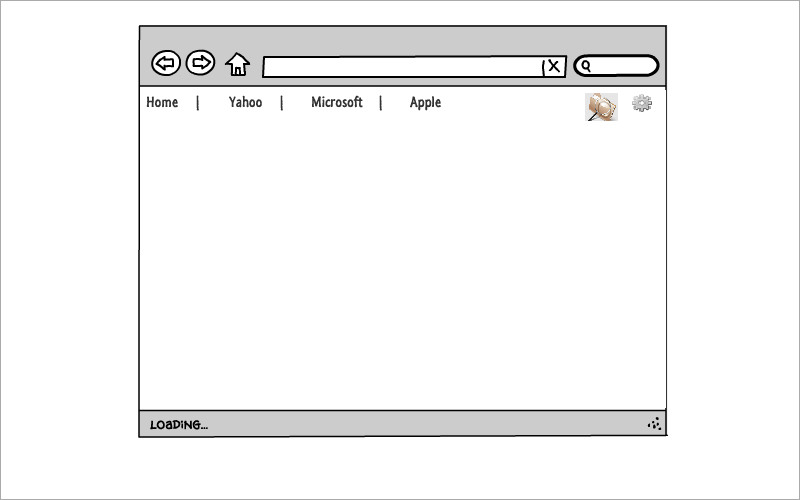 (X
Home | Yahoo | Microsoft | Apple
LOADING...